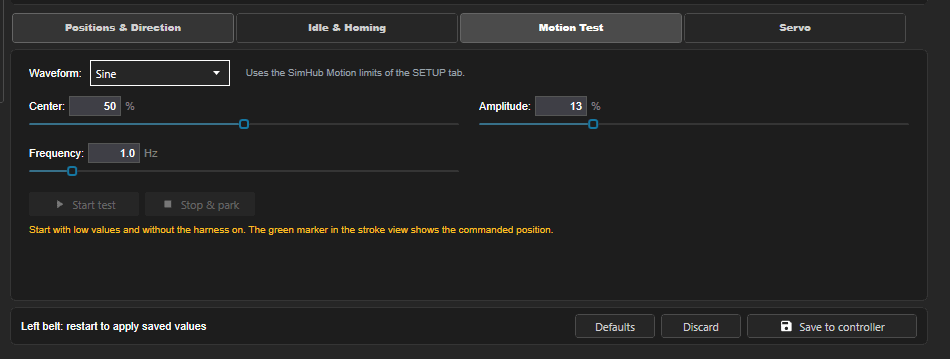 Positions & Direction
Idle & Homing
Motion Test
Servo
Waveform: Sine Uses the SimHub Motion limits of the SETUP tab.
Center: 50 % Amplitude: 13 %
Frequency: 1.0 Hz
Start test Stop & park
Start with low values and without the harness on. The green marker in the stroke view shows the commanded position.
Left belt: restart to apply saved values Defaults Discard Save to controller